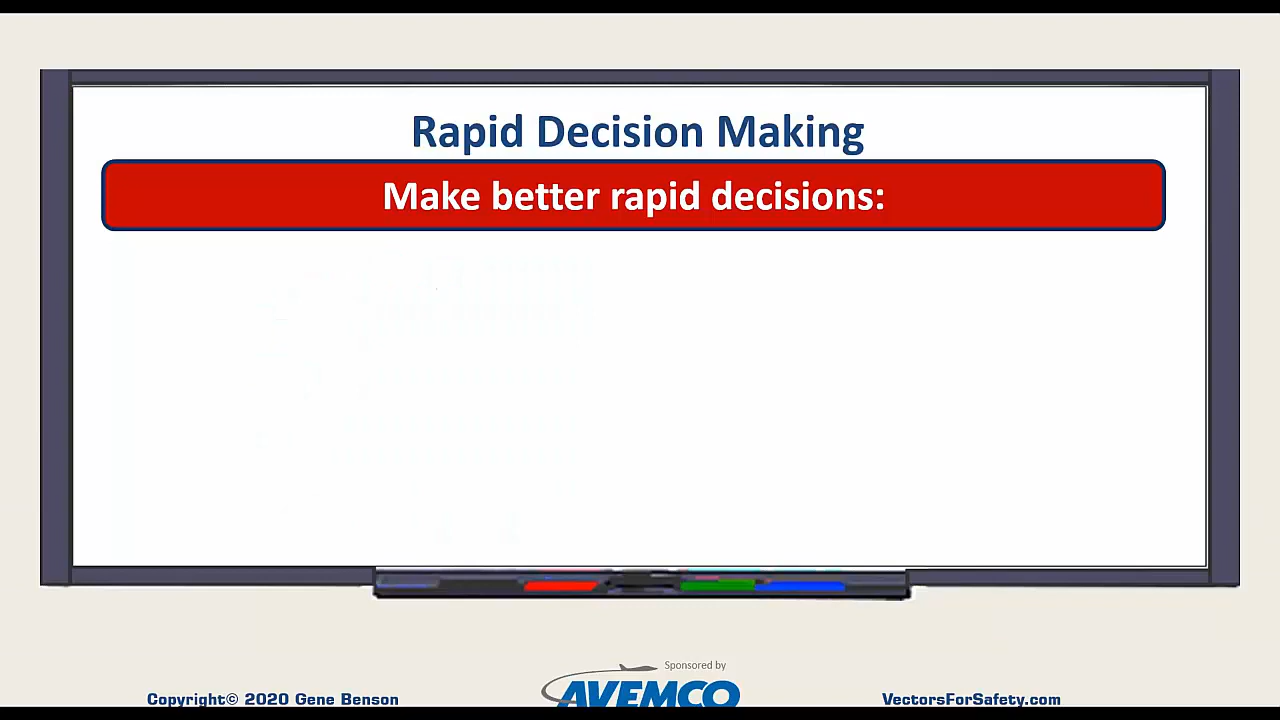 Rapid Decision Making
Make better rapid decisions:
Sponsored by
AVEMCO
Copyright© 2020 Gene Benson
VectorsForSafety.com